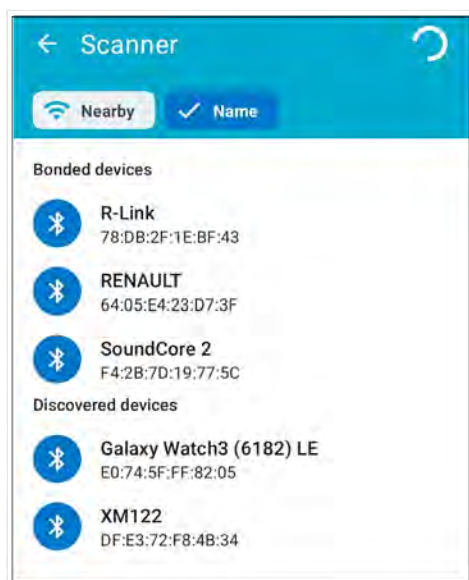 Scanner
Nearby
Name
Bonded devices
R-Link
78:DB:2F:1E:BF:43
RENAULT
64:05:E4:23:D7:3F
SoundCore 2
F4:2B:7D:19:77:5C
Discovered devices
Galaxy Watch3 (6182) LE
E0:74:5F:FF:82:05
XM122
DF:E3:72:F8:4B:34